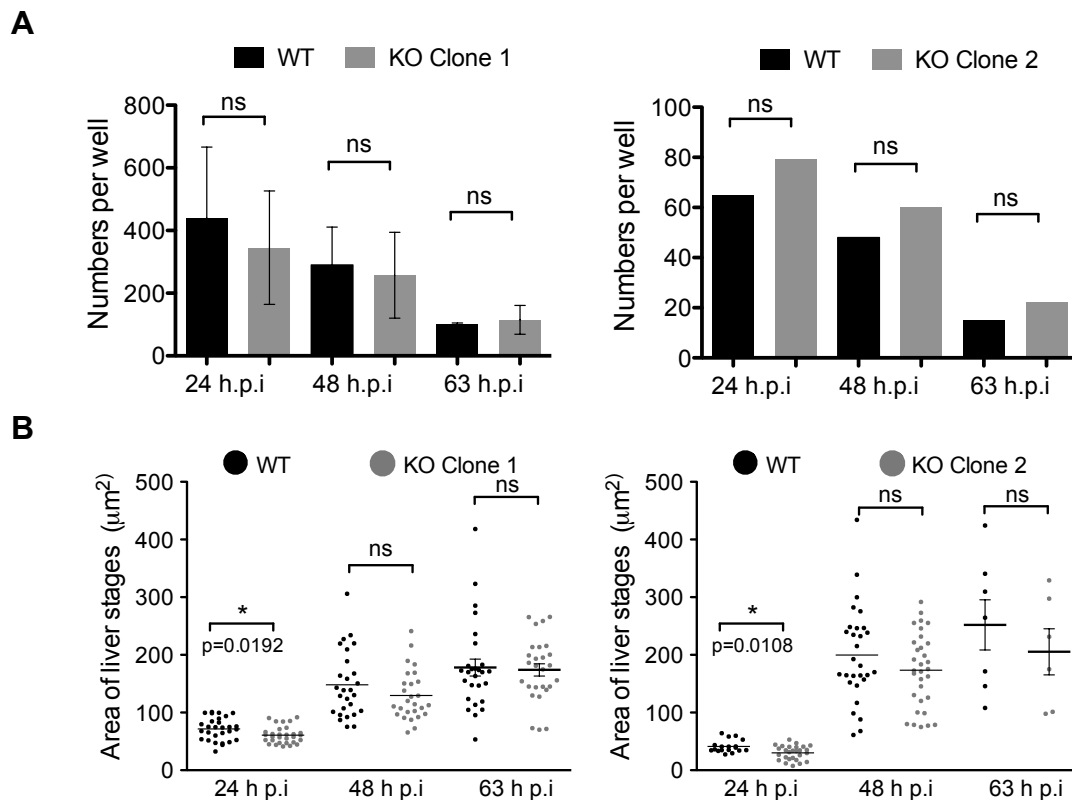 A
WT KO Clone 1
Numbers per well
800
600
400
200
0
ns
ns
ns
24 h.p.i 48 h.p.i 63 h.p.i
WT KO Clone 2
Numbers per well
100
80
60
40
20
0
ns
ns
ns
24 h.p.i 48 h.p.i 63 h.p.i
B
WT KO Clone 1
Area of liver stages (μm²)
500
400
300
200
100
0
*
p=0.0192
ns
ns
24 h p.i 48 h p.i 63 h p.i
WT KO Clone 2
Area of liver stages (μm²)
500
400
300
200
100
0
*
p=0.0108
ns
ns
24 h p.i 48 h p.i 63 h p.i